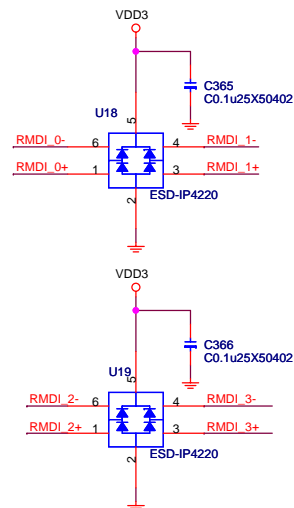 VDD3
C365
C0.1u25X50402
U18
5
RMDI_0- 6 4 RMDI_1-
RMDI_0+ 1 3 RMDI_1+
2
ESD-IP4220
VDD3
C366
C0.1u25X50402
U19
5
RMDI_2- 6 4 RMDI_3-
RMDI_2+ 1 3 RMDI_3+
2
ESD-IP4220